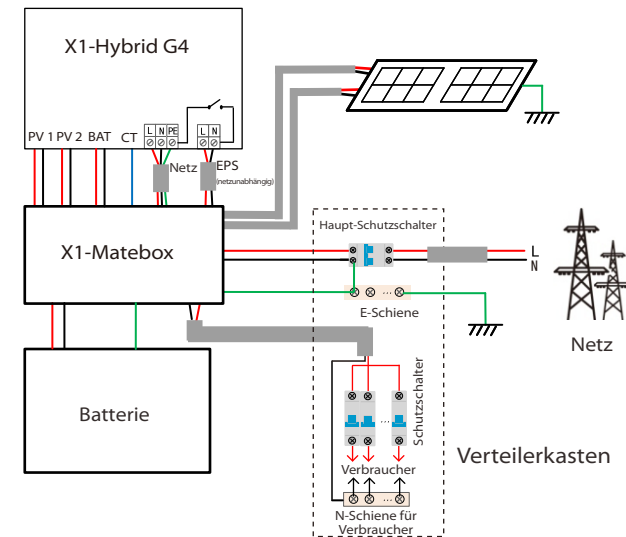 X1-Hybrid G4
PV 1 PV 2 BAT CT
L N PE
L N
Netz
EPS
(netzunabhängig)
X1-Matebox
Haupt-Schutzschalter
L
N
...
E-Schiene
Netz
Batterie
Schutzschalter
...
Verbraucher
Verteilerkasten
...
N-Schiene für
Verbraucher